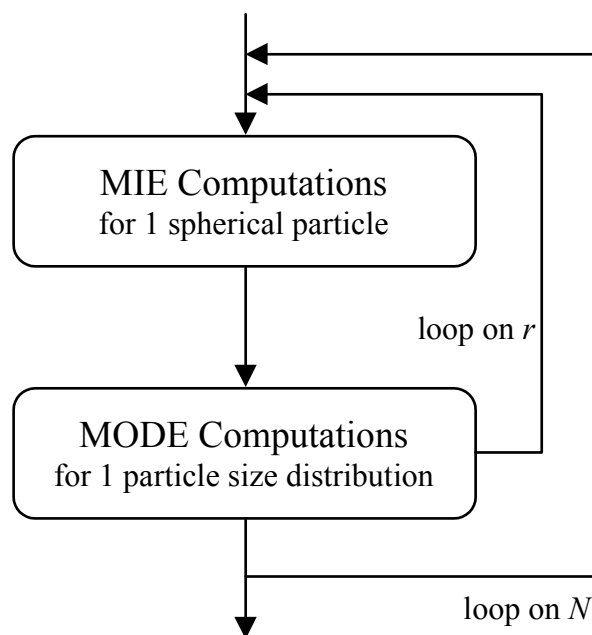 MIE Computations
for 1 spherical particle
loop on r
MODE Computations
for 1 particle size distribution
loop on N